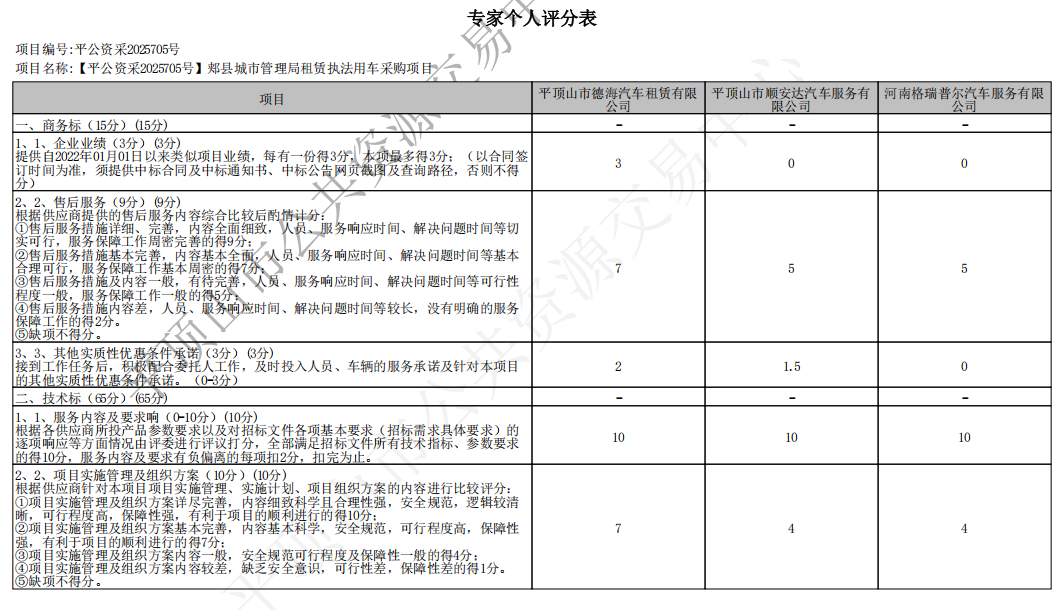 专家个人评分表
项目编号:平公资采2025705号
项目名称:【平公资采2025705号】郏县城市管理局租赁执法用车采购项目
项目
平顶山市德海汽车租赁有限公司
平顶山市顺安达汽车服务有限公司
河南格瑞普尔汽车服务有限公司
一、商务标（15分）(15分)
-
-
-
1、1、企业业绩（3分）(3分)
提供自2022年01月01日以来类似项目业绩，每有一份得3分，本项最多得3分；（以合同签
订时间为准，须提供中标合同及中标通知书、中标公告网页截图及查询路径，否则不得
分）
3
0
0
2、2、售后服务（9分）(9分)
根据供应商提供的售后服务内容综合比较后酌情计分：
①售后服务措施详细、完善，内容全面细致，人员、服务响应时间、解决问题时间等切
实可行，服务保障工作周密完善的得9分；
②售后服务措施基本完善，内容基本全面，人员、服务响应时间、解决问题时间等基本
合理可行，服务保障工作基本周密的得7分；
③售后服务措施及内容一般，有待完善，人员、服务响应时间、解决问题时间等可行性
程度一般，服务保障工作一般的得5分；
④售后服务措施内容差，人员、服务响应时间、解决问题时间等较长，没有明确的服务
保障工作的得2分。
⑤缺项不得分。
7
5
5
3、3、其他实质性优惠条件承诺（3分）(3分)
接到工作任务后，积极配合委托人工作，及时投入人员、车辆的服务承诺及针对本项目
的其他实质性优惠条件承诺。（0-3分）
2
1.5
0
二、技术标（65分）(65分)
-
-
-
1、1、服务内容及要求响（0-10分）(10分)
根据各供应商所投产品参数要求以及对招标文件各项基本要求（招标需求具体要求）的
逐项响应等方面情况由评委进行评议打分，全部满足招标文件所有技术指标、参数要求
的得10分，服务内容及要求有负偏离的每项扣2分，扣完为止。
10
10
10
2、2、项目实施管理及组织方案（10分）(10分)
根据供应商针对本项目项目实施管理、实施计划、项目组织方案的内容进行比较评分：
①项目实施管理及组织方案详尽完善，内容细致科学且合理性强，安全规范，逻辑较清
晰，可行程度高，保障性强，有利于项目的顺利进行的得10分；
②项目实施管理及组织方案基本完善，内容基本科学，安全规范，可行程度高，保障性
强，有利于项目的顺利进行的得7分；
③项目实施管理及组织方案内容一般，安全规范可行程度及保障性一般的得4分；
④项目实施管理及组织方案内容较差，缺乏安全意识，可行性差，保障性差的得1分。
⑤缺项不得分。
7
4
4
平顶山市公共资源交易中心
平顶山市公共资源交易中心